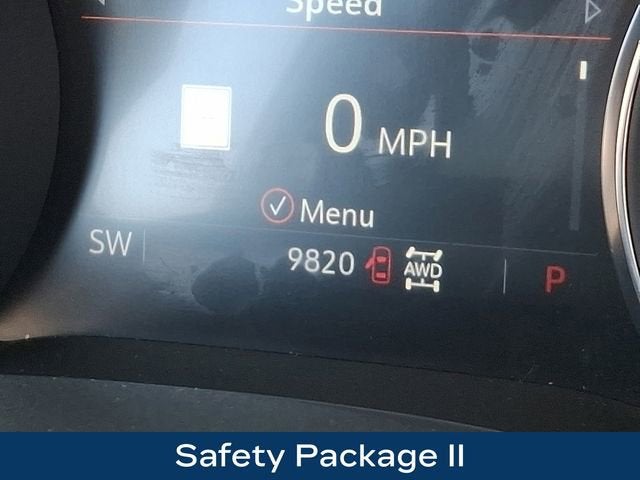 Speed
0 MPH
Menu
SW 9820 AWD P
Safety Package II